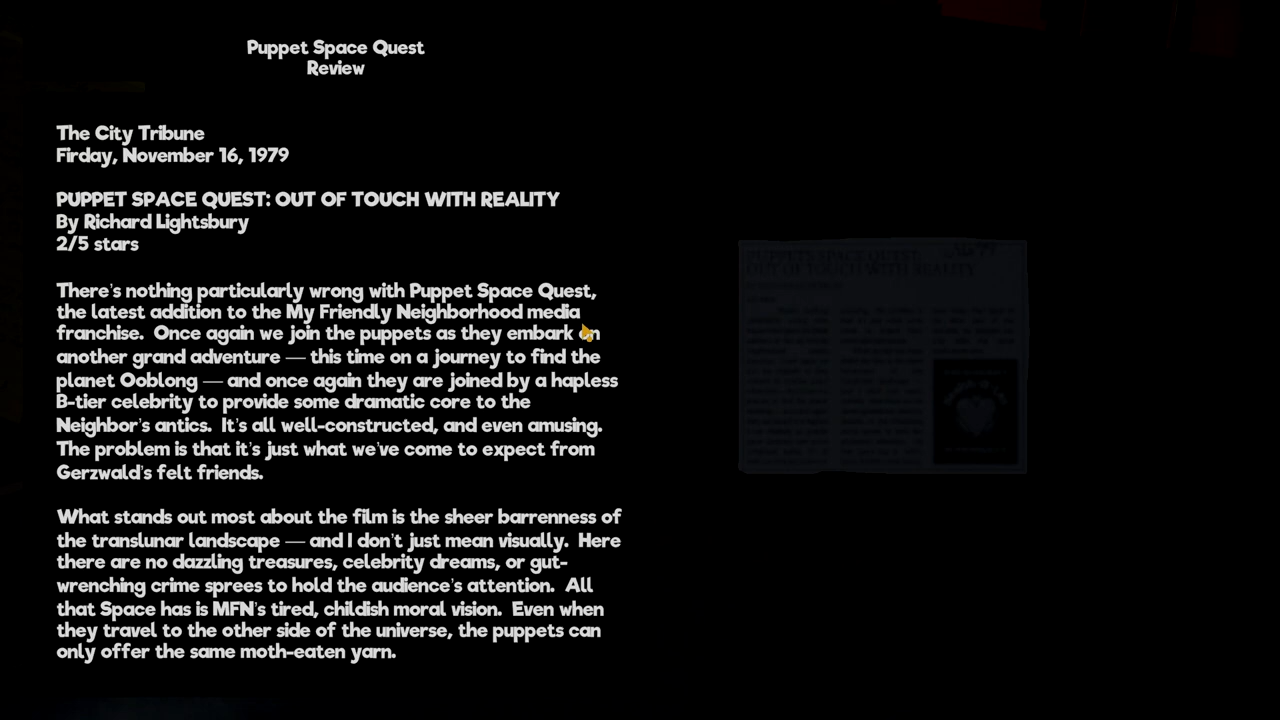 Puppet Space Quest
Review
The City Tribune
Firday, November 16, 1979
PUPPET SPACE QUEST: OUT OF TOUCH WITH REALITY
By Richard Lightsbury
2/5 stars
There's nothing particularly wrong with Puppet Space Quest,
the latest addition to the My Friendly Neighborhood media
franchise.  Once again we join the puppets as they embark on
another grand adventure — this time on a journey to find the
planet Ooblong — and once again they are joined by a hapless
B-tier celebrity to provide some dramatic core to the
Neighbor's antics.  It's all well-constructed, and even amusing.
The problem is that it's just what we've come to expect from
Gerzwald's felt friends.
What stands out most about the film is the sheer barrenness of
the translunar landscape — and I don't just mean visually.  Here
there are no dazzling treasures, celebrity dreams, or gut-
wrenching crime sprees to hold the audience's attention.  All
that Space has is MFN's tired, childish moral vision.  Even when
they travel to the other side of the universe, the puppets can
only offer the same moth-eaten yarn.
PUPPETS SPACE QUEST:
OUT OF TOUCH WITH REALITY